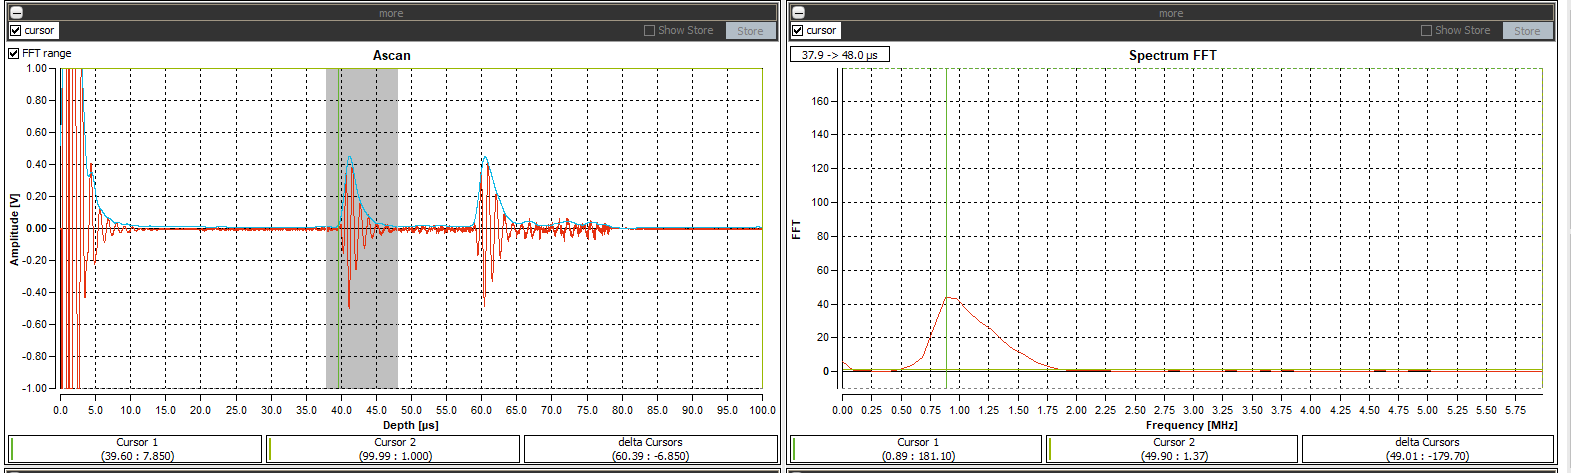 more
cursor
Show Store
Store
FFT range
Ascan
1.00
0.80
0.60
0.40
0.20
0.00
-0.20
-0.40
-0.60
-0.80
-1.00
Amplitude [V]
0.0 5.0 10.0 15.0 20.0 25.0 30.0 35.0 40.0 45.0 50.0 55.0 60.0 65.0 70.0 75.0 80.0 85.0 90.0 95.0 100.0
Depth [µs]
Cursor 1
(39.60 : 7.850)
Cursor 2
(99.99 : 1.000)
delta Cursors
(60.39 : -6.850)
more
cursor
Show Store
Store
37.9 -> 48.0 µs
Spectrum FFT
160
140
120
100
80
60
40
20
0
FFT
0.00 0.25 0.50 0.75 1.00 1.25 1.50 1.75 2.00 2.25 2.50 2.75 3.00 3.25 3.50 3.75 4.00 4.25 4.50 4.75 5.00 5.25 5.50 5.75
Frequency [MHz]
Cursor 1
(0.89 : 181.10)
Cursor 2
(49.90 : 1.37)
delta Cursors
(49.01 : -179.70)